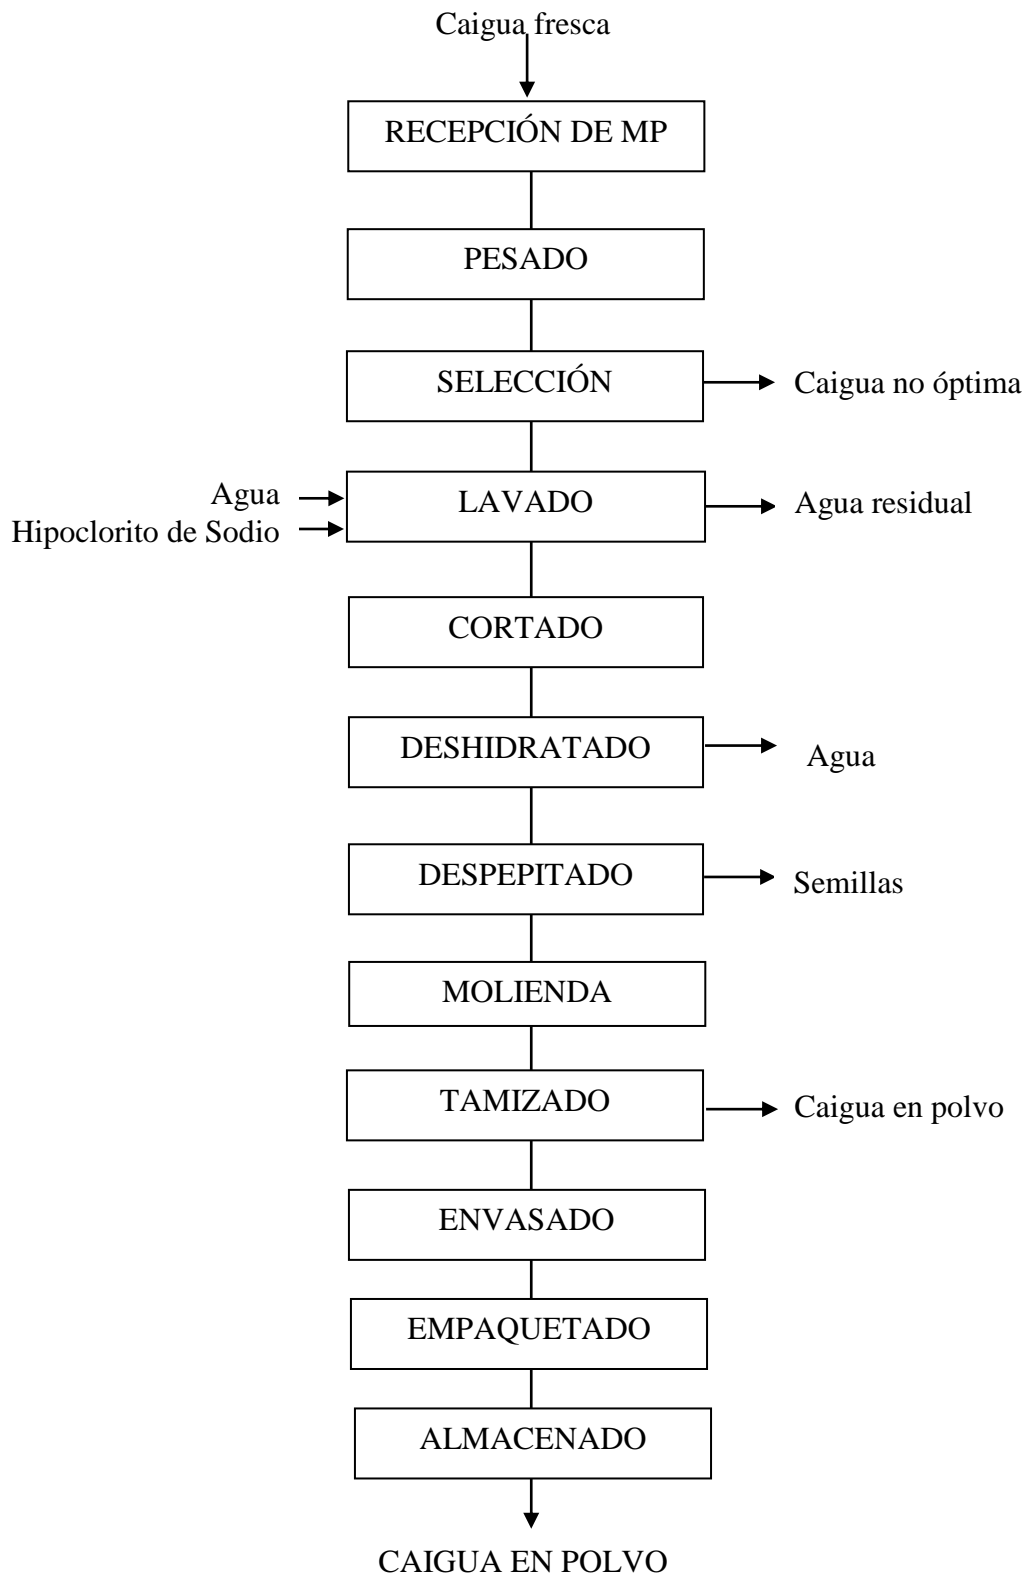 Caigua fresca
RECEPCIÓN DE MP
PESADO
SELECCIÓN
Caigua no óptima
Agua
Hipoclorito de Sodio
LAVADO
Agua residual
CORTADO
DESHIDRATADO
Agua
DESPEPITADO
Semillas
MOLIENDA
TAMIZADO
Caigua en polvo
ENVASADO
EMPAQUETADO
ALMACENADO
CAIGUA EN POLVO